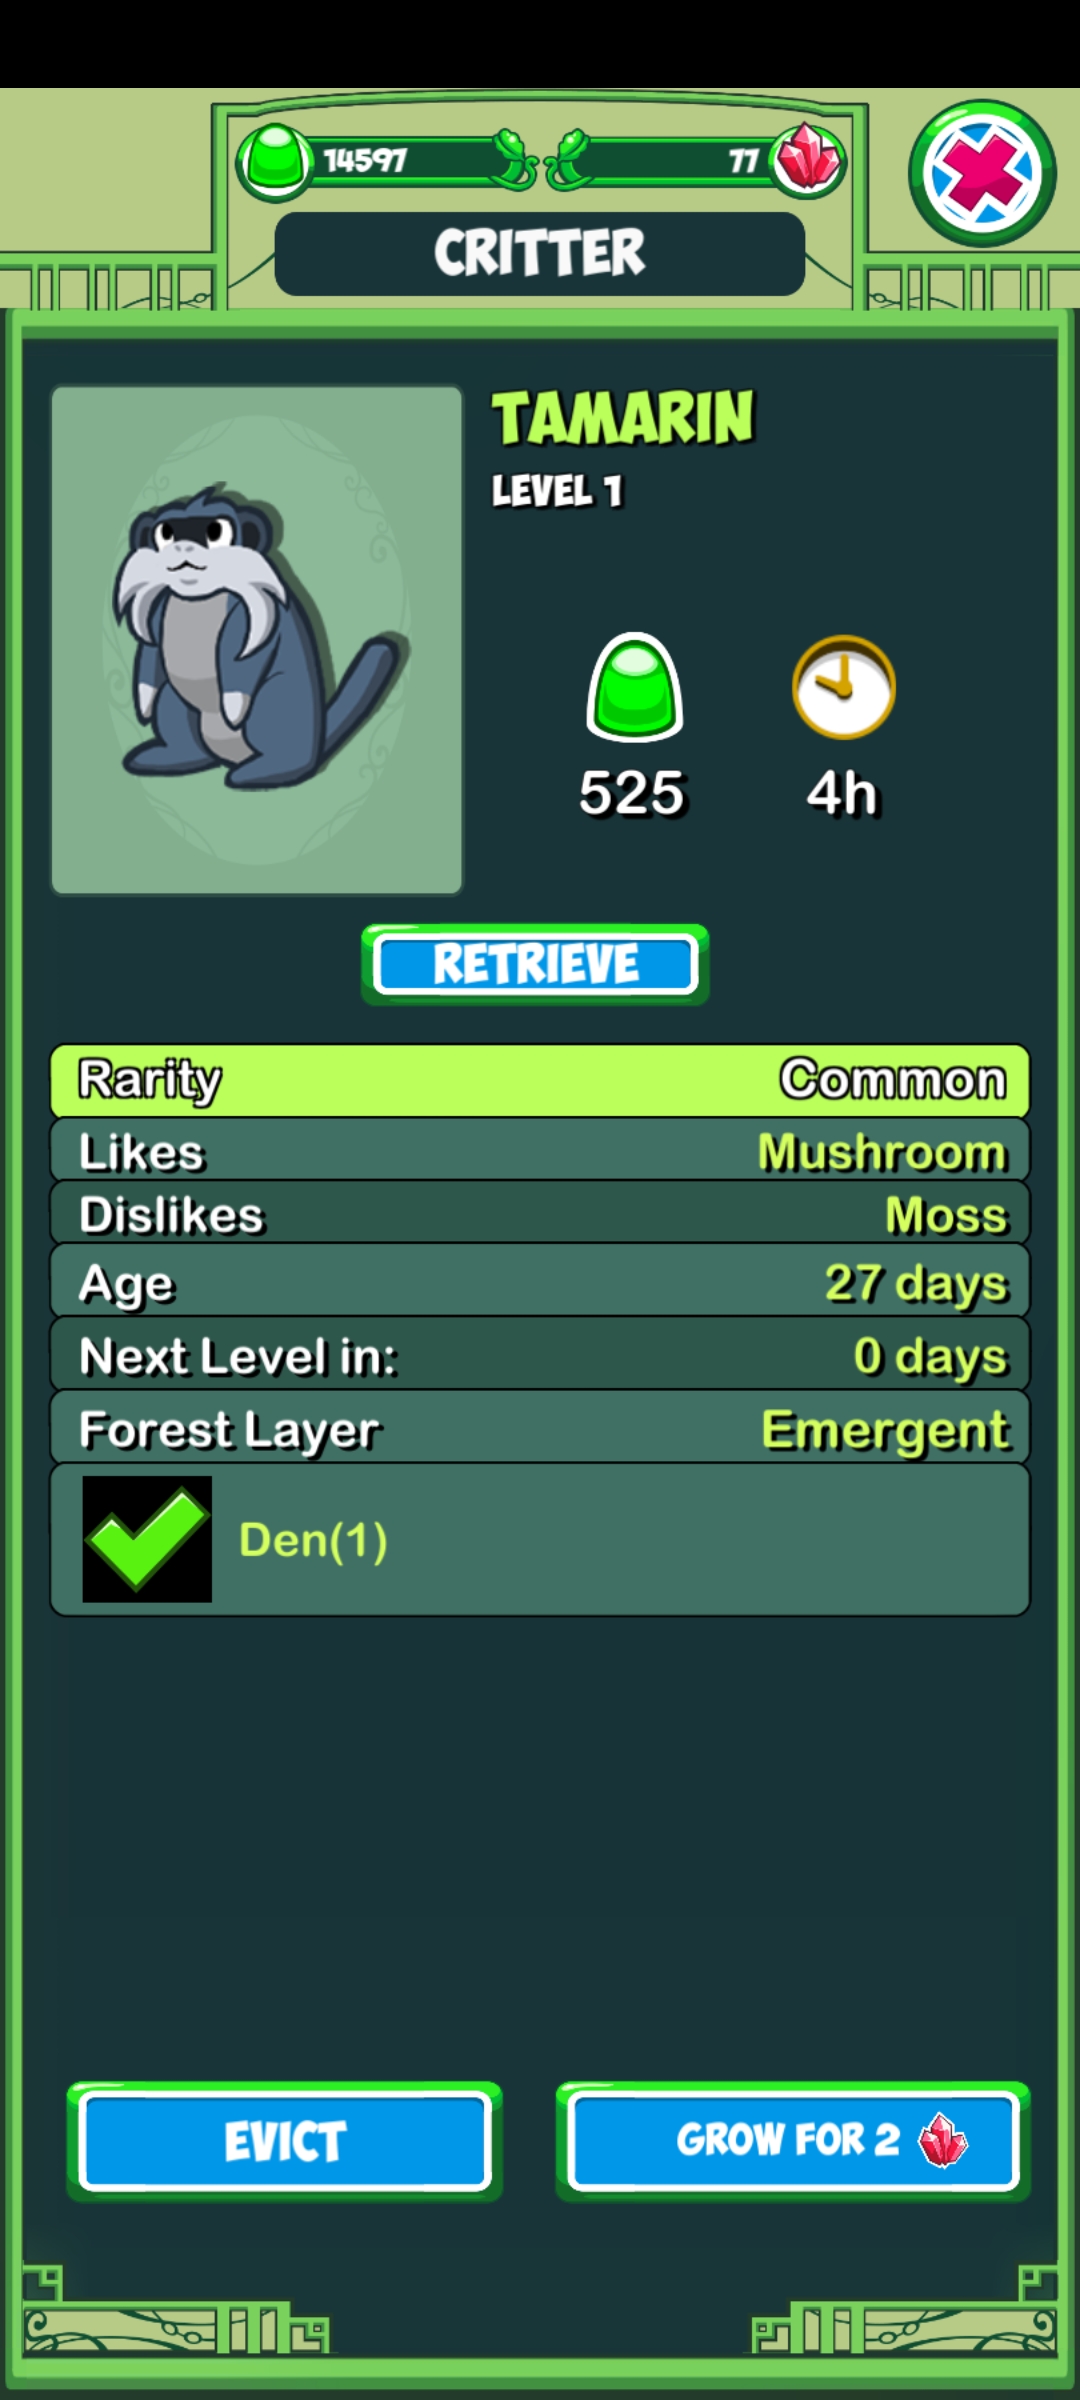 14597 77
CRITTER
TAMARIN
LEVEL 1
525 4h
RETRIEVE
Rarity Common
Likes Mushroom
Dislikes Moss
Age 27 days
Next Level in: 0 days
Forest Layer Emergent
Den(1)
EVICT GROW FOR 2